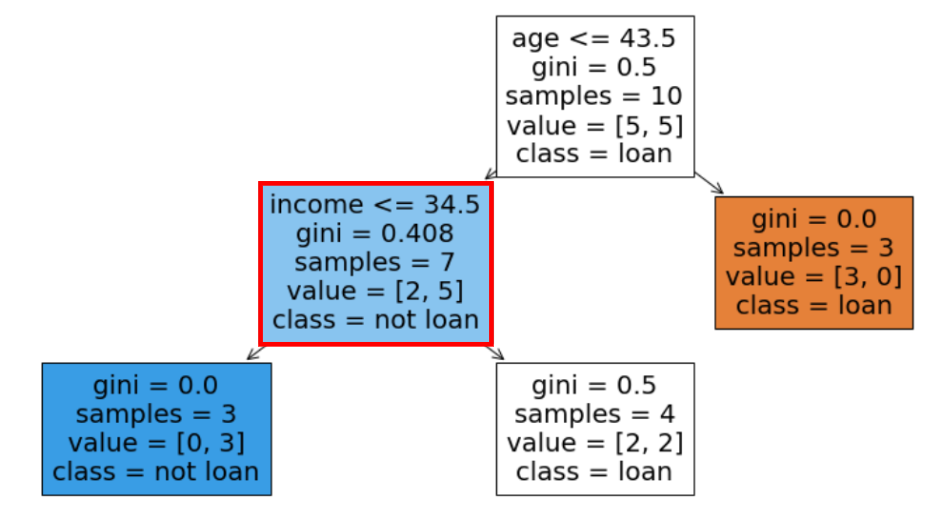 age <= 43.5
gini = 0.5
samples = 10
value = [5, 5]
class = loan
income <= 34.5
gini = 0.408
samples = 7
value = [2, 5]
class = not loan
gini = 0.0
samples = 3
value = [3, 0]
class = loan
gini = 0.0
samples = 3
value = [0, 3]
class = not loan
gini = 0.5
samples = 4
value = [2, 2]
class = loan